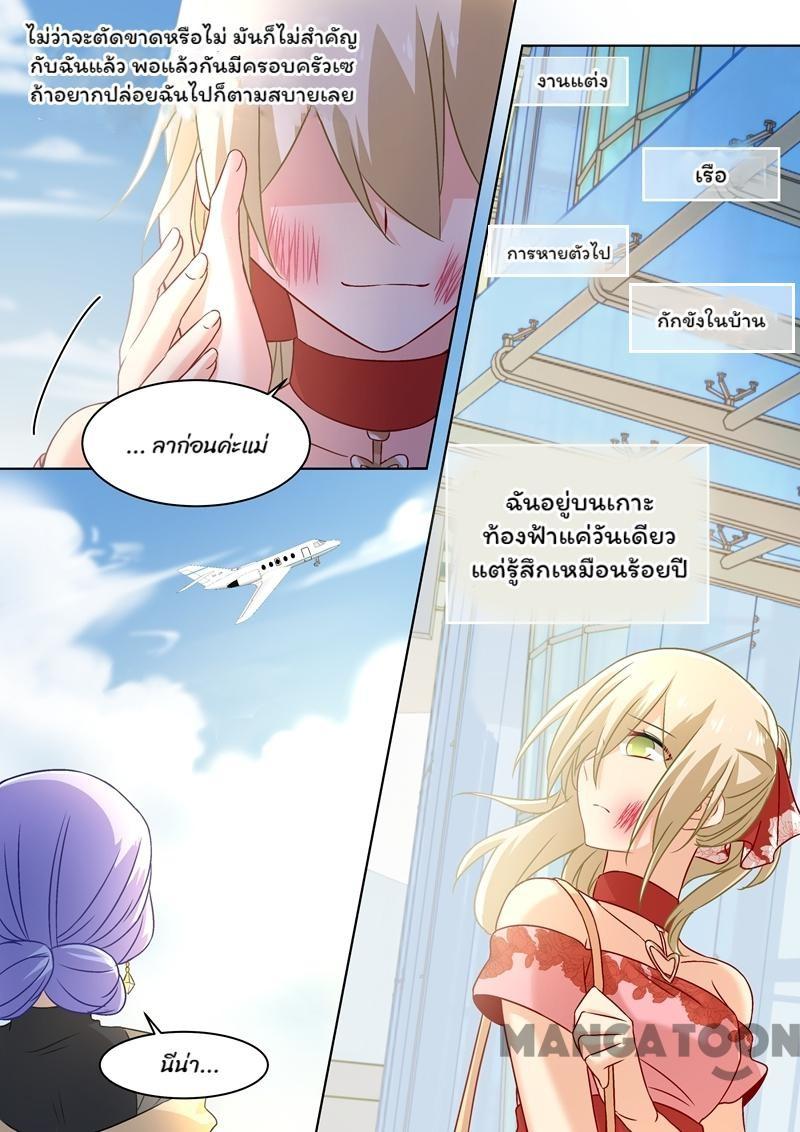 ไม่ว่าจะตัดขาดหรือไม่ มันก็ไม่สำคัญ
กับฉันแล้ว พอแล้วกันมีครอบครัวเซ
ถ้าอยากปล่อยฉันไปก็ตามสบายเลย
... ลาก่อนค่ะแม่
นีน่า...
งานแต่ง
เรือ
การหายตัวไป
กักขังในบ้าน
ฉันอยู่บนเกาะ
ท้องฟ้าแค่วันเดียว
แต่รู้สึกเหมือนร้อยปี
MANGATOON